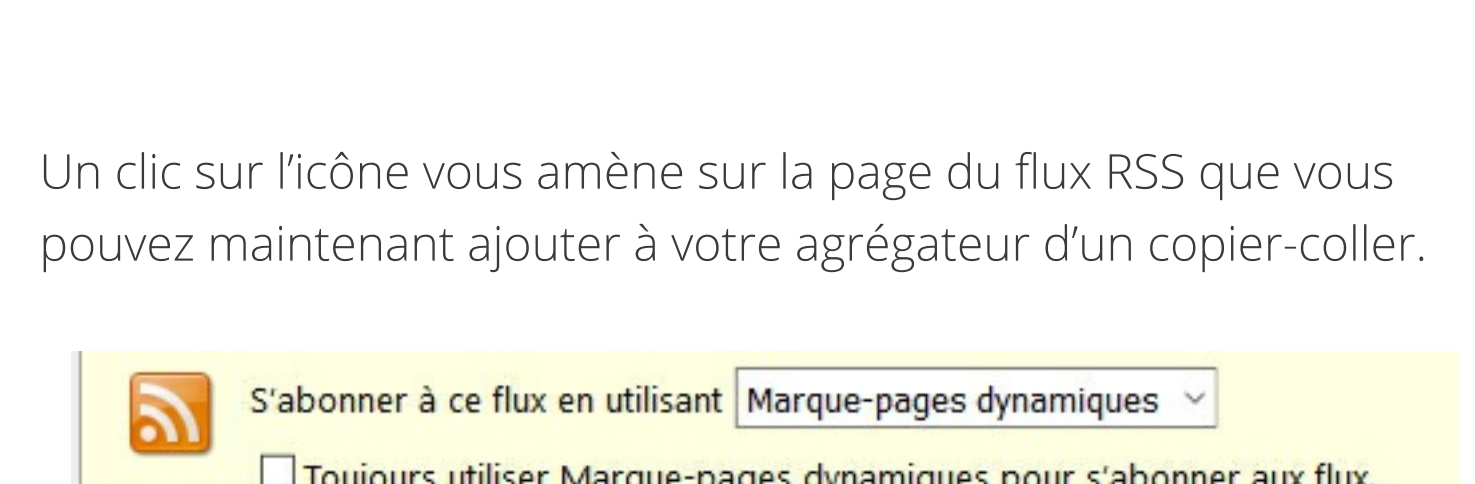 Un clic sur l’icône vous amène sur la page du flux RSS que vous
pouvez maintenant ajouter à votre agrégateur d’un copier-coller.
S'abonner à ce flux en utilisant Marque-pages dynamiques
Toujours utiliser Marque-pages dynamiques pour s'abonner aux flux.